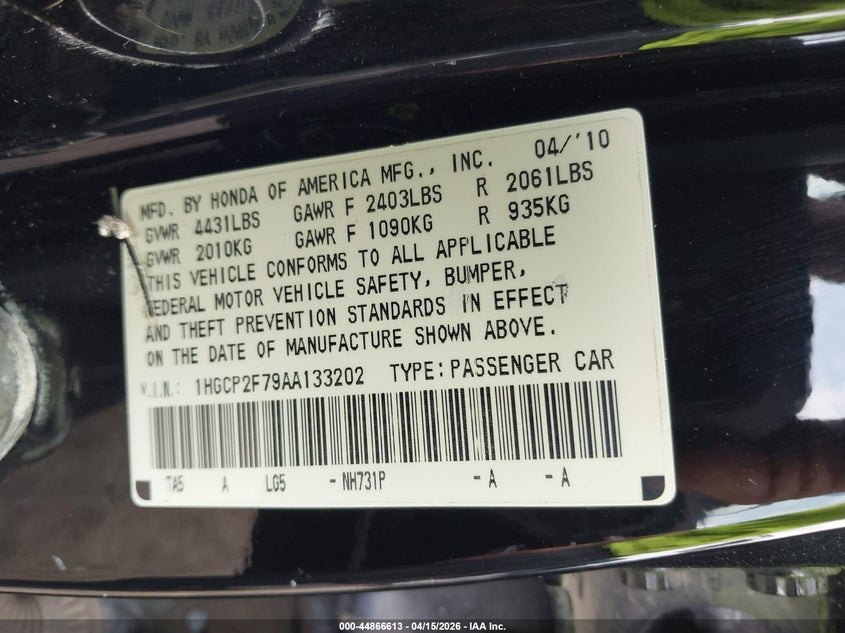 MFD. BY HONDA OF AMERICA MFG., INC. 04/'10
GVWR 4431LBS GAWR F 2403LBS R 2061LBS
GVWR 2010KG GAWR F 1090KG R 935KG
THIS VEHICLE CONFORMS TO ALL APPLICABLE
FEDERAL MOTOR VEHICLE SAFETY, BUMPER,
AND THEFT PREVENTION STANDARDS IN EFFECT
ON THE DATE OF MANUFACTURE SHOWN ABOVE.
V.I.N.: 1HGCP2F79AA133202 TYPE:PASSENGER CAR
TA5 A LG5 -NH731P -A -A
000-44866613 - 04/15/2026 - IAA Inc.